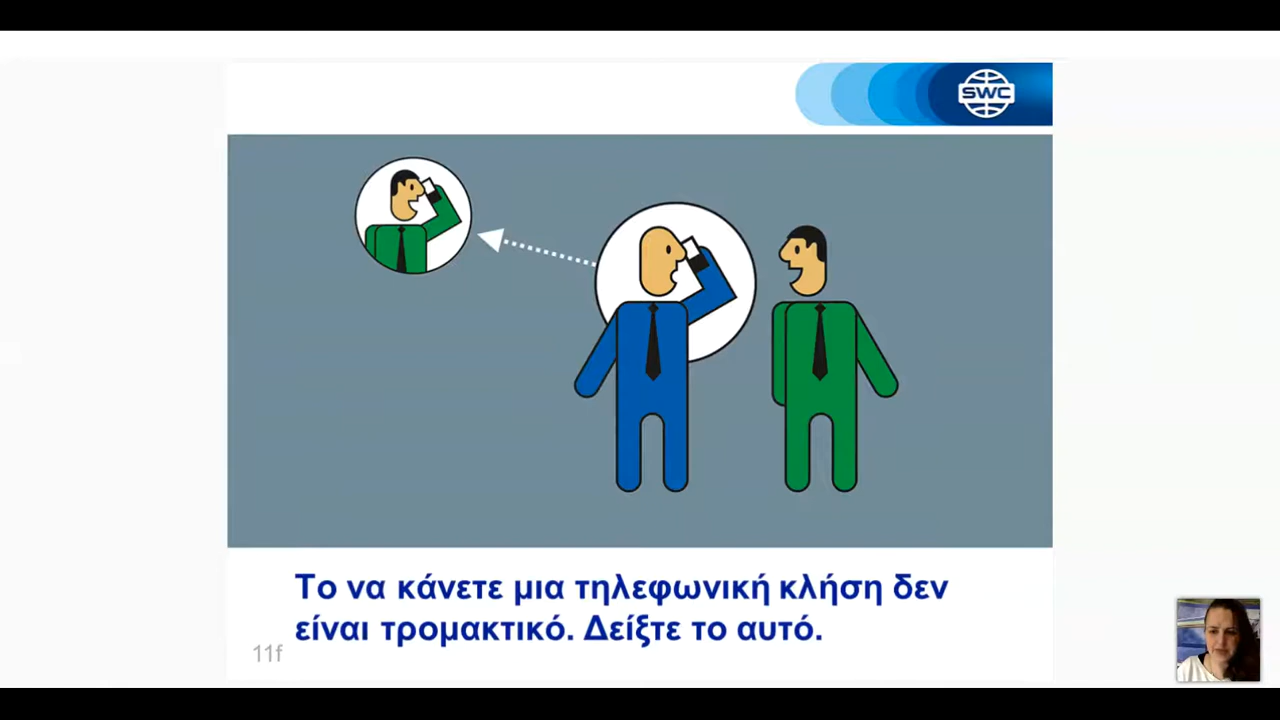 SWC
Το να κάνετε μια τηλεφωνική κλήση δεν
είναι τρομακτικό. Δείξτε το αυτό.
11f